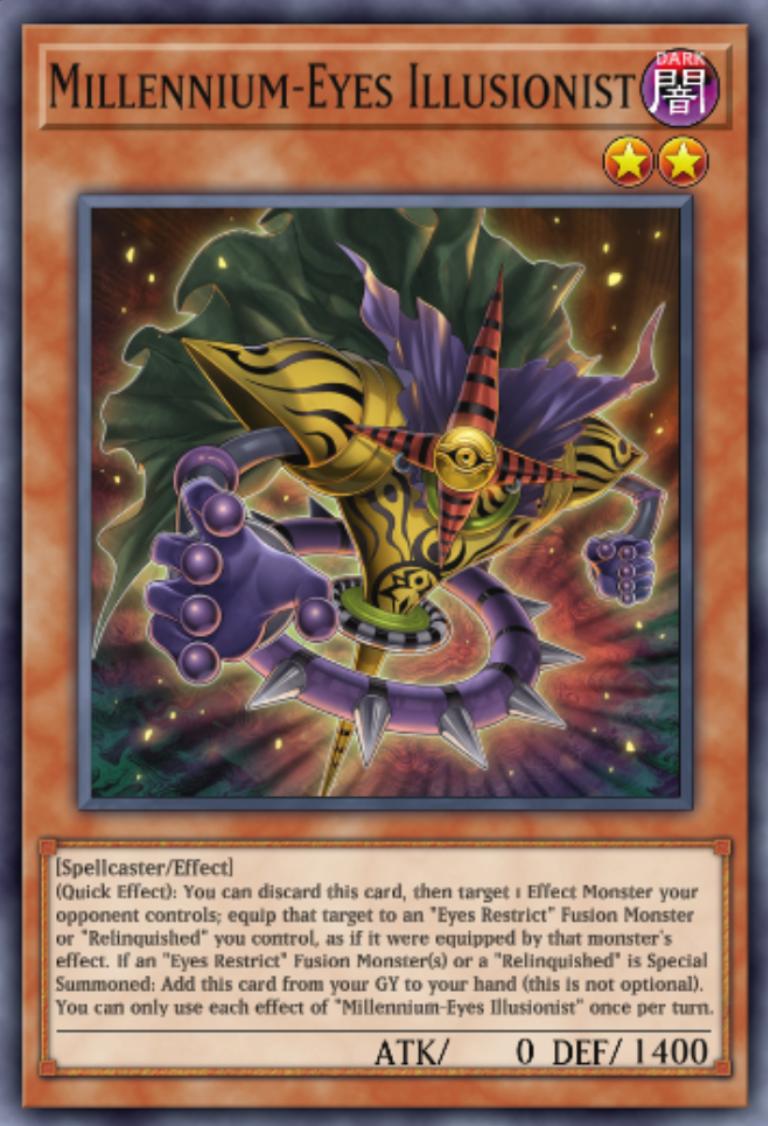 MILLENNIUM-EYES ILLUSIONIST
DARK
闇
[Spellcaster/Effect]
(Quick Effect): You can discard this card, then target 1 Effect Monster your
opponent controls; equip that target to an "Eyes Restrict" Fusion Monster
or "Relinquished" you control, as if it were equipped by that monster's
effect. If an "Eyes Restrict" Fusion Monster(s) or a "Relinquished" is Special
Summoned: Add this card from your GY to your hand (this is not optional).
You can only use each effect of "Millennium-Eyes Illusionist" once per turn.
ATK/ 0 DEF/ 1400